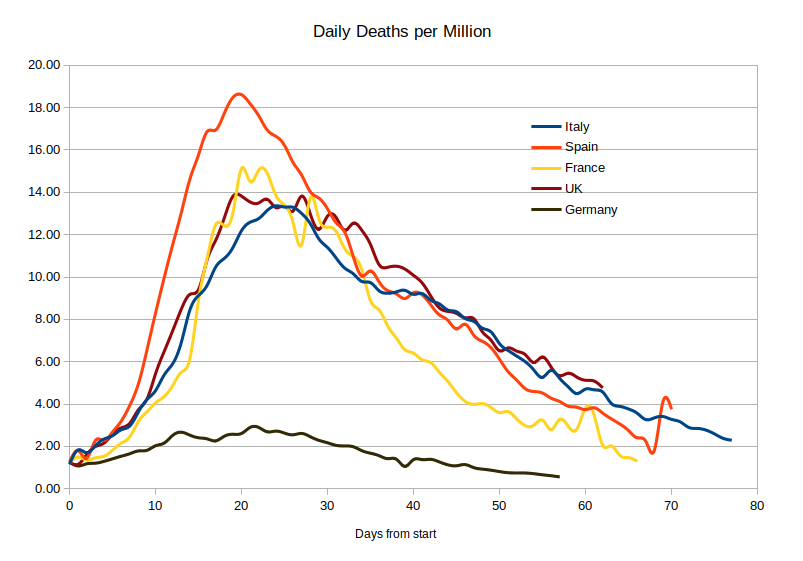 Daily Deaths per Million
20.00
18.00
16.00
14.00
12.00
10.00
8.00
6.00
4.00
2.00
0.00
Italy
Spain
France
UK
Germany
0 10 20 30 40 50 60 70 80
Days from start